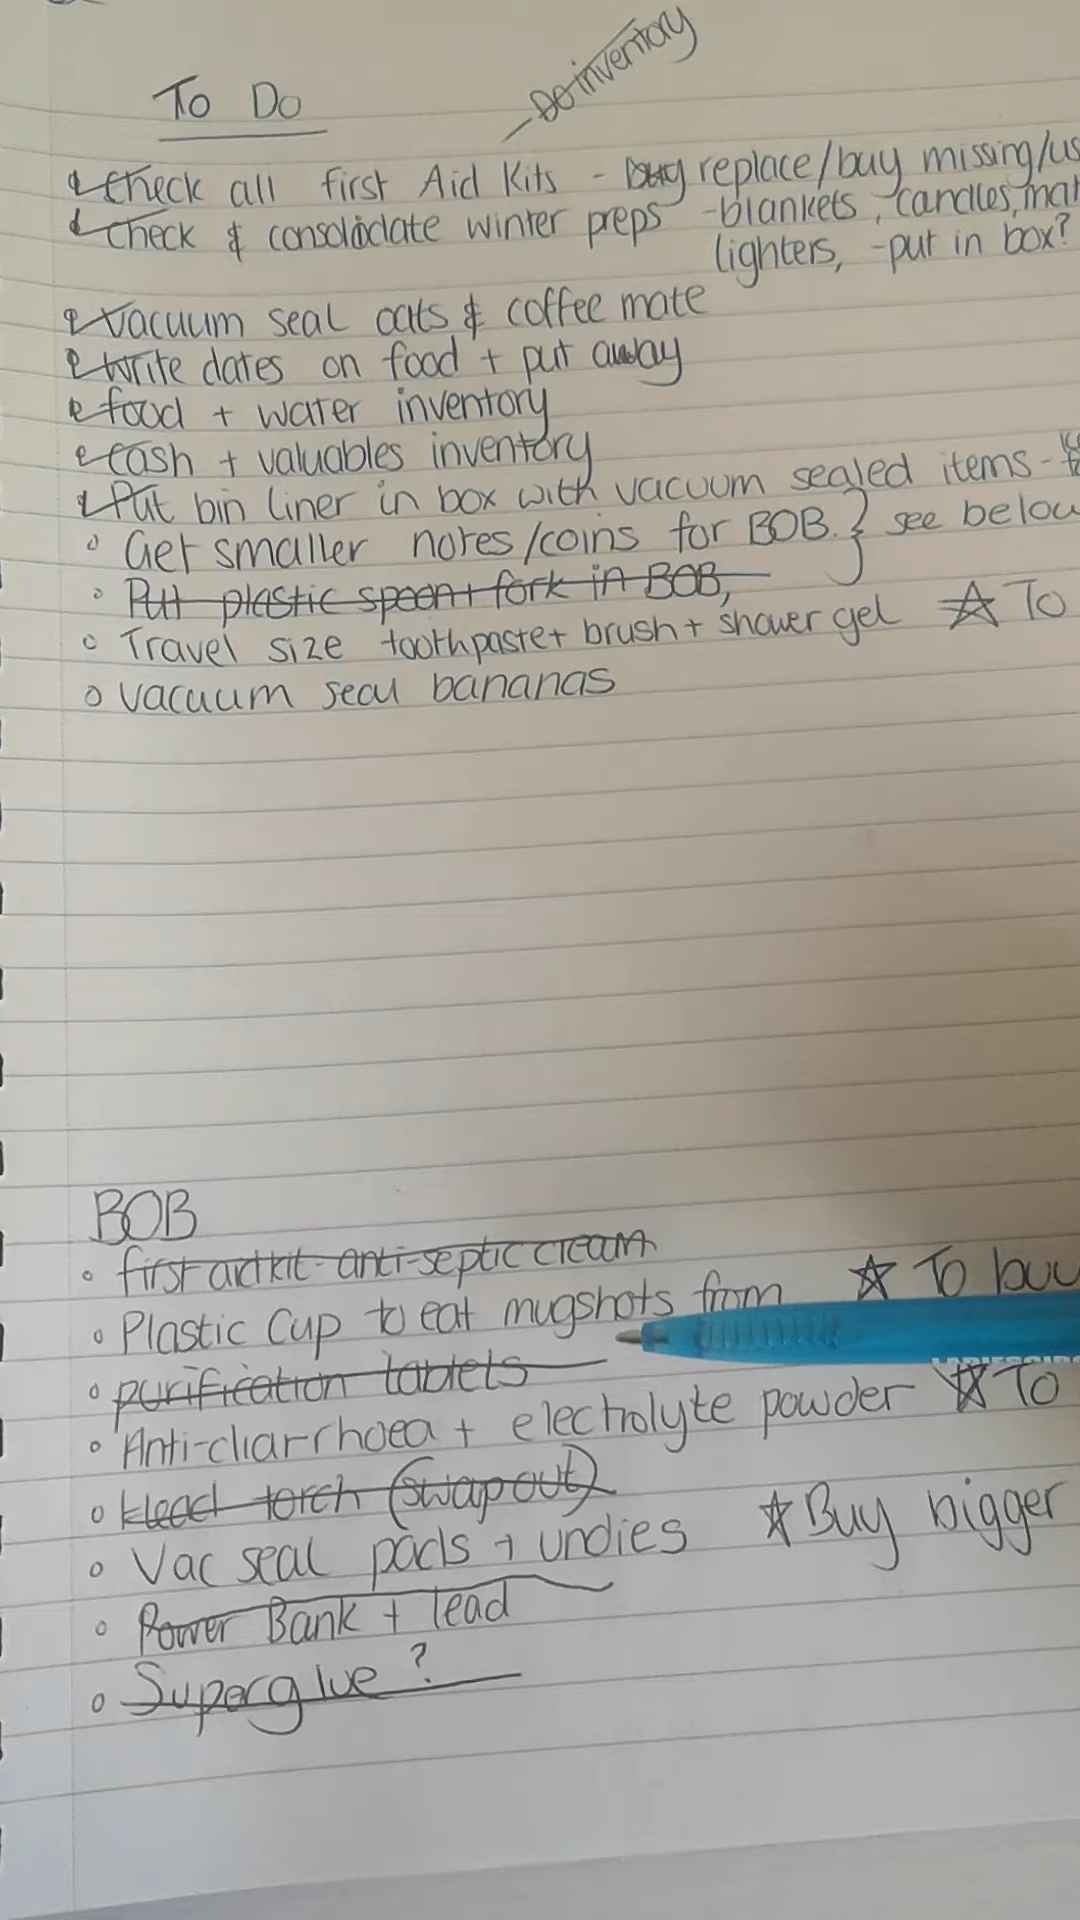 To Do
- Do inventory
Check all first Aid Kits - buy replace/buy missing/us
Check & consolidate winter preps - blankets, candles, mat
lighters, - put in box?
Vacuum seal oats & coffee mate
Write dates on food + put away
food + water inventory
Cash + valuables inventory
Put bin liner in box with vacuum sealed items -
Get smaller notes/coins for BOB. } see below
Put plastic spoon + fork in BOB,
Travel size toothpaste + brush + shower gel ☆ To
Vacuum seal bananas
BOB
first aid kit - anti-septic cream
Plastic Cup to eat mugshots from ☆ To buy
purification tablets
Anti-diarrhoea + electrolyte powder ☆ To
Head torch (swap out)
Vac seal pads + undies ☆ Buy bigger
Power Bank + lead
Superglue?